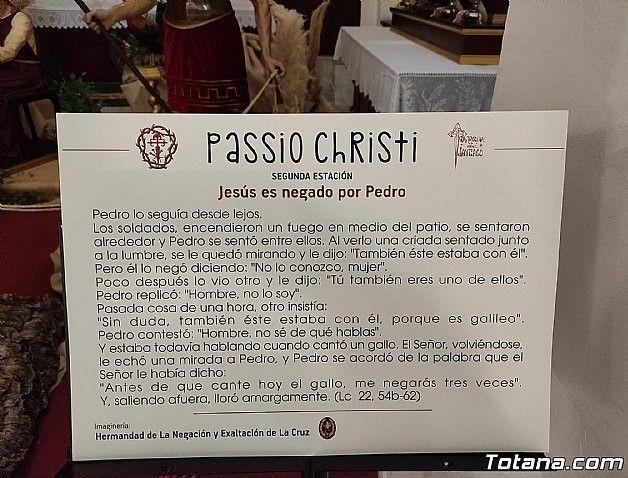 PASSIO CHRISTI
SEGUNDA ESTACIÓN
Jesús es negado por Pedro
Pedro lo seguía desde lejos.
Los soldados, encendieron un fuego en medio del patio, se sentaron
alrededor y Pedro se sentó entre ellos. Al verlo una criada sentado junto
a la lumbre, se le quedó mirando y le dijo: "También éste estaba con él".
Pero él lo negó diciendo: "No lo conozco, mujer".
Poco después lo vio otro y le dijo: "Tú también eres uno de ellos".
Pedro replicó: "Hombre, no lo soy".
Pasada cosa de una hora, otro insistía:
"Sin duda, también éste estaba con él, porque es galileo".
Pedro contestó: "Hombre, no sé de qué hablas".
Y estaba todavía hablando cuando cantó un gallo. El Señor, volviéndose,
le echó una mirada a Pedro, y Pedro se acordó de la palabra que el
Señor le había dicho:
"Antes de que cante hoy el gallo, me negarás tres veces".
Y, saliendo afuera, lloró amargamente. (Lc 22, 54b-62)
Imaginería:
Hermandad de La Negación y Exaltación de La Cruz
Totana.com